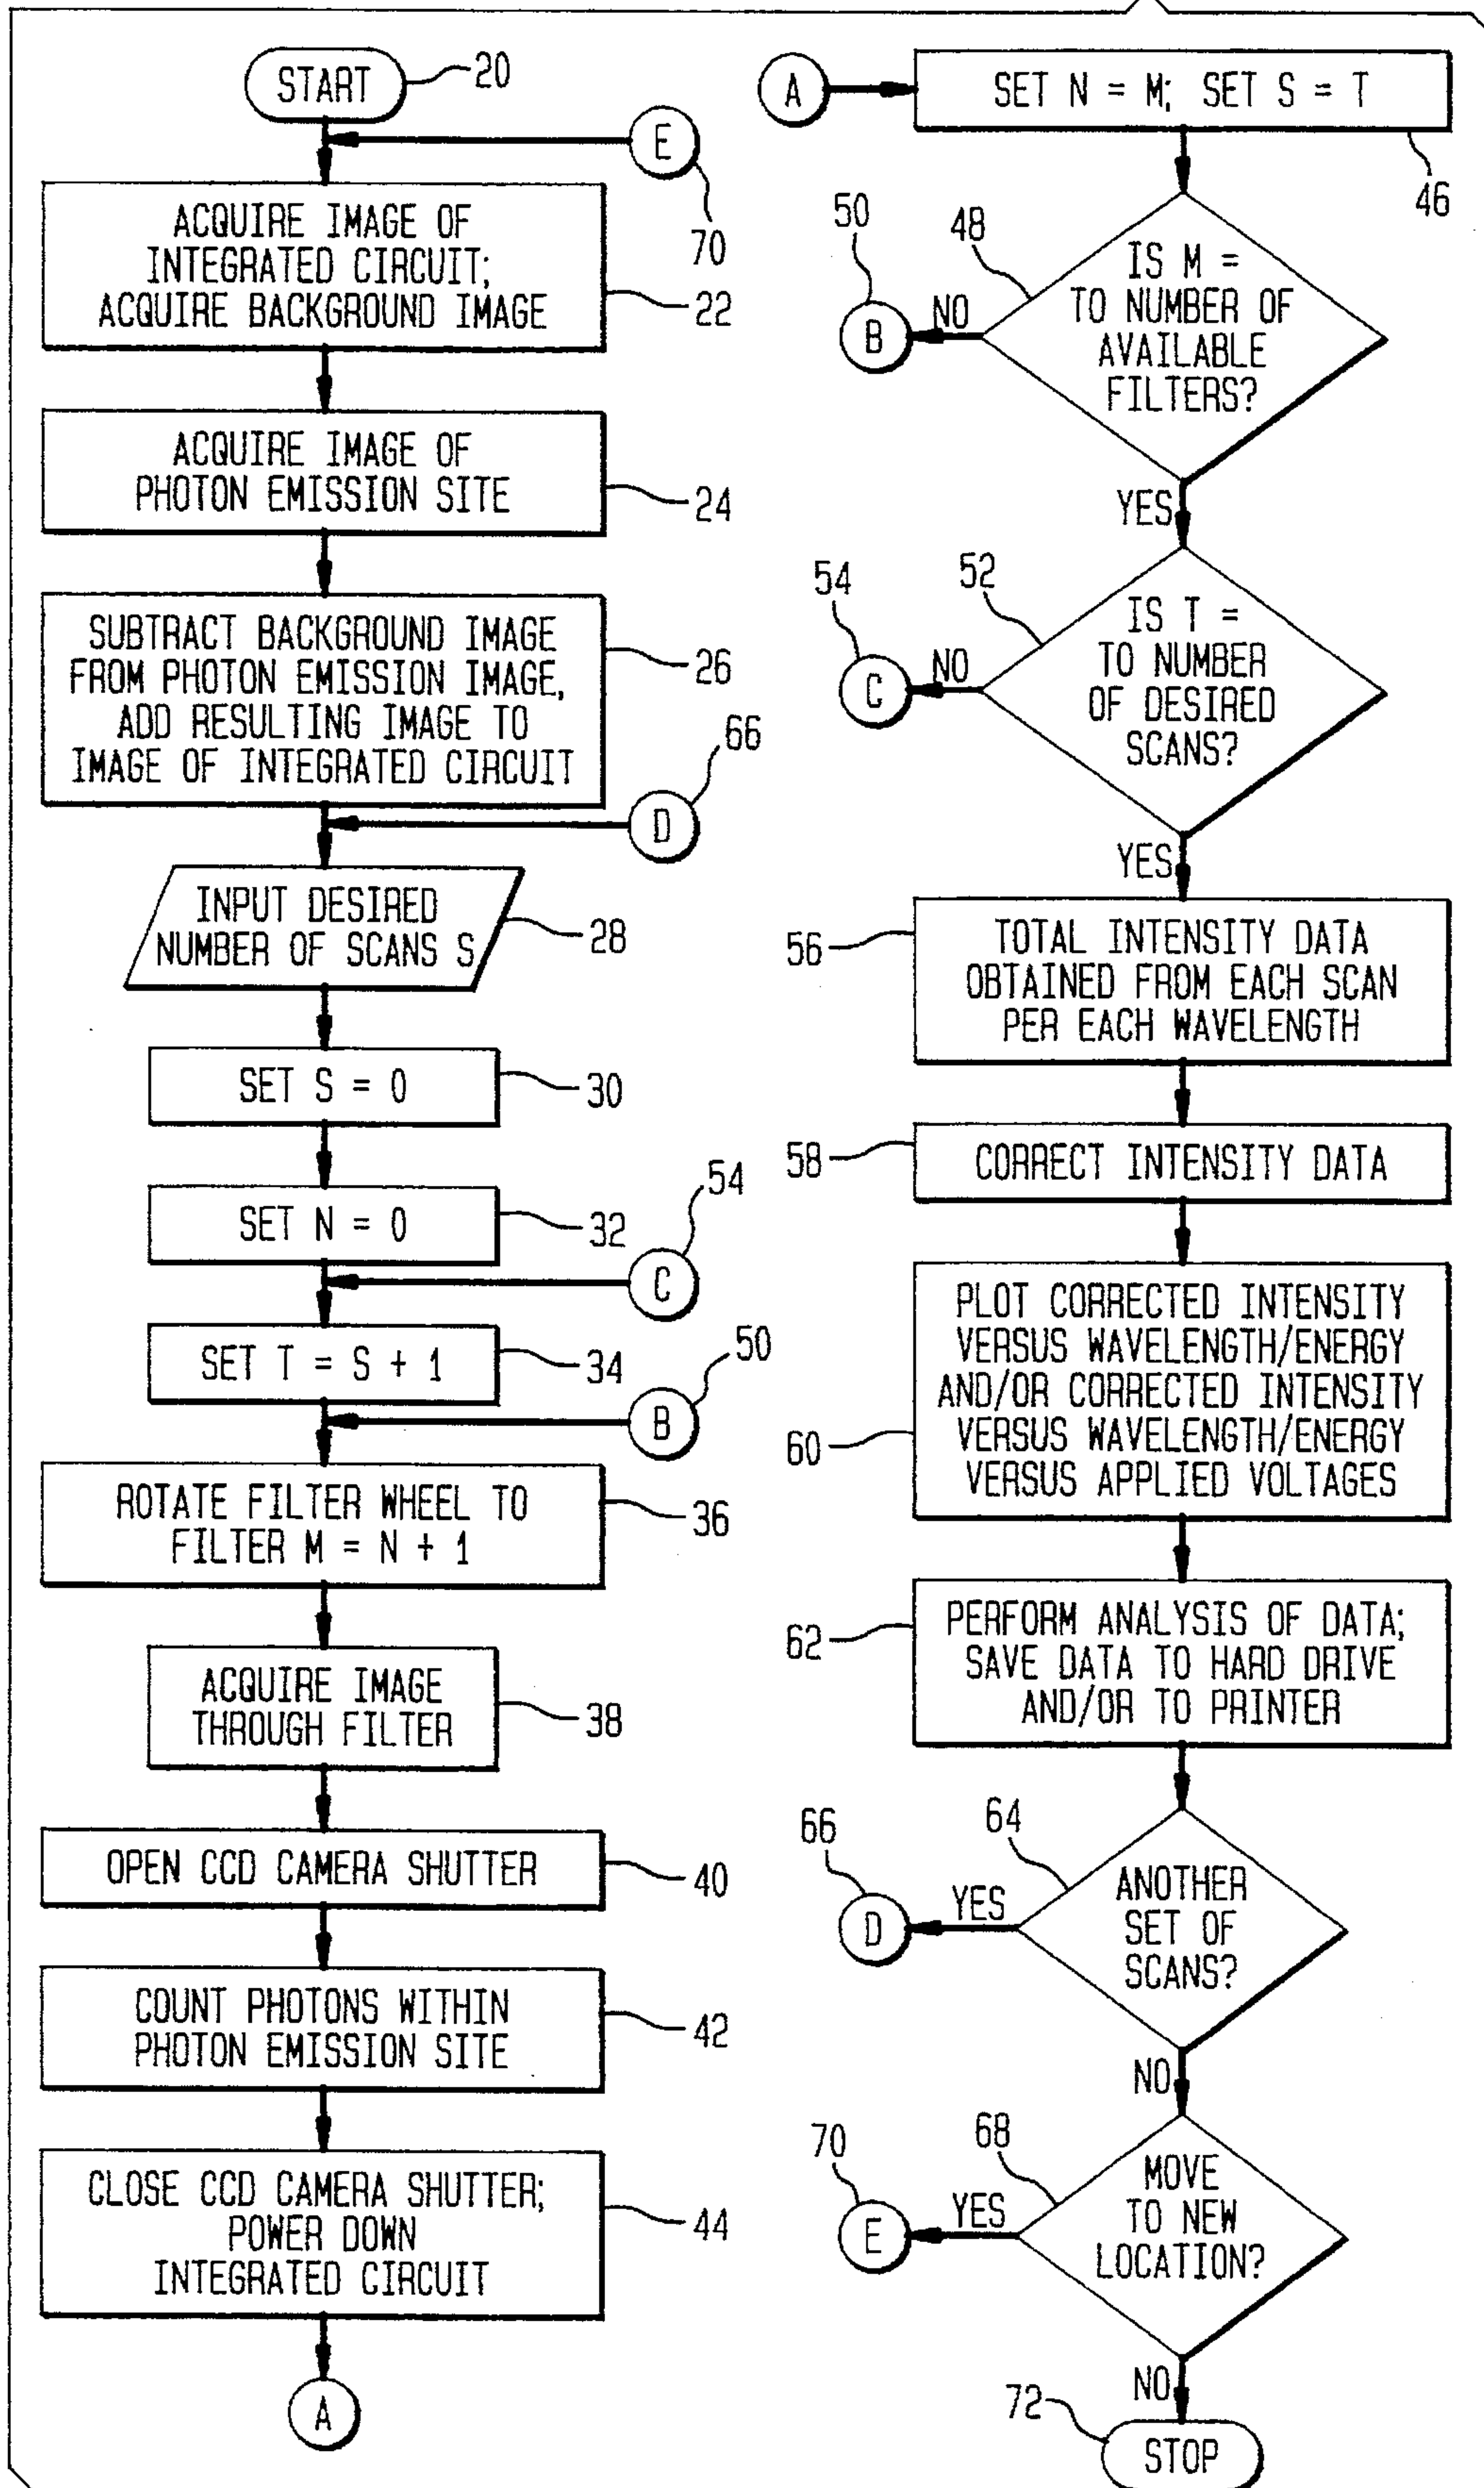 START
20
E
70
ACQUIRE IMAGE OF
INTEGRATED CIRCUIT;
ACQUIRE BACKGROUND IMAGE
22
ACQUIRE IMAGE OF
PHOTON EMISSION SITE
24
SUBTRACT BACKGROUND IMAGE
FROM PHOTON EMISSION IMAGE,
ADD RESULTING IMAGE TO
IMAGE OF INTEGRATED CIRCUIT
26
66
D
INPUT DESIRED
NUMBER OF SCANS S
28
SET S = 0
30
SET N = 0
32
54
C
SET T = S + 1
34
50
B
ROTATE FILTER WHEEL TO
FILTER M = N + 1
36
ACQUIRE IMAGE
THROUGH FILTER
38
OPEN CCD CAMERA SHUTTER
40
COUNT PHOTONS WITHIN
PHOTON EMISSION SITE
42
CLOSE CCD CAMERA SHUTTER;
POWER DOWN
INTEGRATED CIRCUIT
44
A
A
SET N = M; SET S = T
46
48
IS M =
TO NUMBER OF
AVAILABLE
FILTERS?
NO
50
B
YES
52
IS T =
TO NUMBER
OF DESIRED
SCANS?
NO
54
C
YES
56
TOTAL INTENSITY DATA
OBTAINED FROM EACH SCAN
PER EACH WAVELENGTH
58
CORRECT INTENSITY DATA
60
PLOT CORRECTED INTENSITY
VERSUS WAVELENGTH/ENERGY
AND/OR CORRECTED INTENSITY
VERSUS WAVELENGTH/ENERGY
VERSUS APPLIED VOLTAGES
62
PERFORM ANALYSIS OF DATA;
SAVE DATA TO HARD DRIVE
AND/OR TO PRINTER
64
ANOTHER
SET OF
SCANS?
YES
66
D
NO
68
MOVE
TO NEW
LOCATION?
YES
70
E
NO
72
STOP